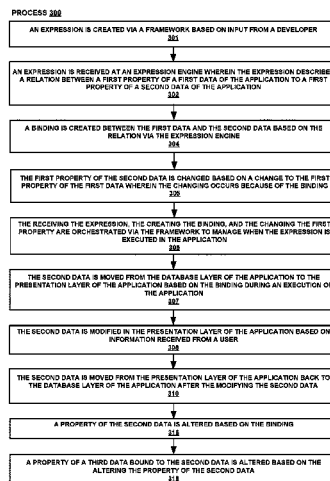 PROCESS 300
AN EXPRESSION IS CREATED VIA A FRAMEWORK BASED ON INPUT FROM A DEVELOPER
301
AN EXPRESSION IS RECEIVED AT AN EXPRESSION ENGINE WHEREIN THE EXPRESSION DESCRIBE
A RELATION BETWEEN A FIRST PROPERTY OF A FIRST DATA OF THE APPLICATION TO A FIRST
PROPERTY OF A SECOND DATA OF THE APPLICATION
302
A BINDING IS CREATED BETWEEN THE FIRST DATA AND THE SECOND DATA BASED ON THE
RELATION VIA THE EXPRESSION ENGINE
304
THE FIRST PROPERTY OF THE SECOND DATA IS CHANGED BASED ON A CHANGE TO THE FIRST
PROPERTY OF THE FIRST DATA WHEREIN THE CHANGING OCCURS BECAUSE OF THE BINDING
THE RECEIVING THE EXPRESSION, THE CREATING THE BINDING, AND THE CHANGING THE FIRST
PROPERTY ARE ORCHESTRATED VIA THE FRAMEWORK TO MANAGE WHEN THE EXPRESSION IS
EXECUTED IN THE APPLICATION
THE SECOND DATA IS MOVED FROM THE DATABASE LAYER OF THE APPLICATION TO THE
PRESENTATION LAYER OF THE APPLICATION BASED ON THE BINDING DURING AN EXECUTION OF
THE APPLICATION
307
THE SECOND DATA IS MODIFIED IN THE PRESENTATION LAYER OF THE APPLICATION BASED ON
INFORMATION RECEIVED FROM A USER
THE SECOND DATA IS MOVED FROM THE PRESENTATION LAYER OF THE APPLICATION BACK TO
THE DATABASE LAYER OF THE APPLICATION AFTER THE MODIFYING THE SECOND DATA
310
A PROPERTY OF THE SECOND DATA IS ALTERED BASED ON THE BINDING
A PROPERTY OF A THIRD DATA BOUND TO THE SECOND DATA IS ALTERED BASED ON THE
ALTERING THE PROPERTY OF THE SECOND DATA